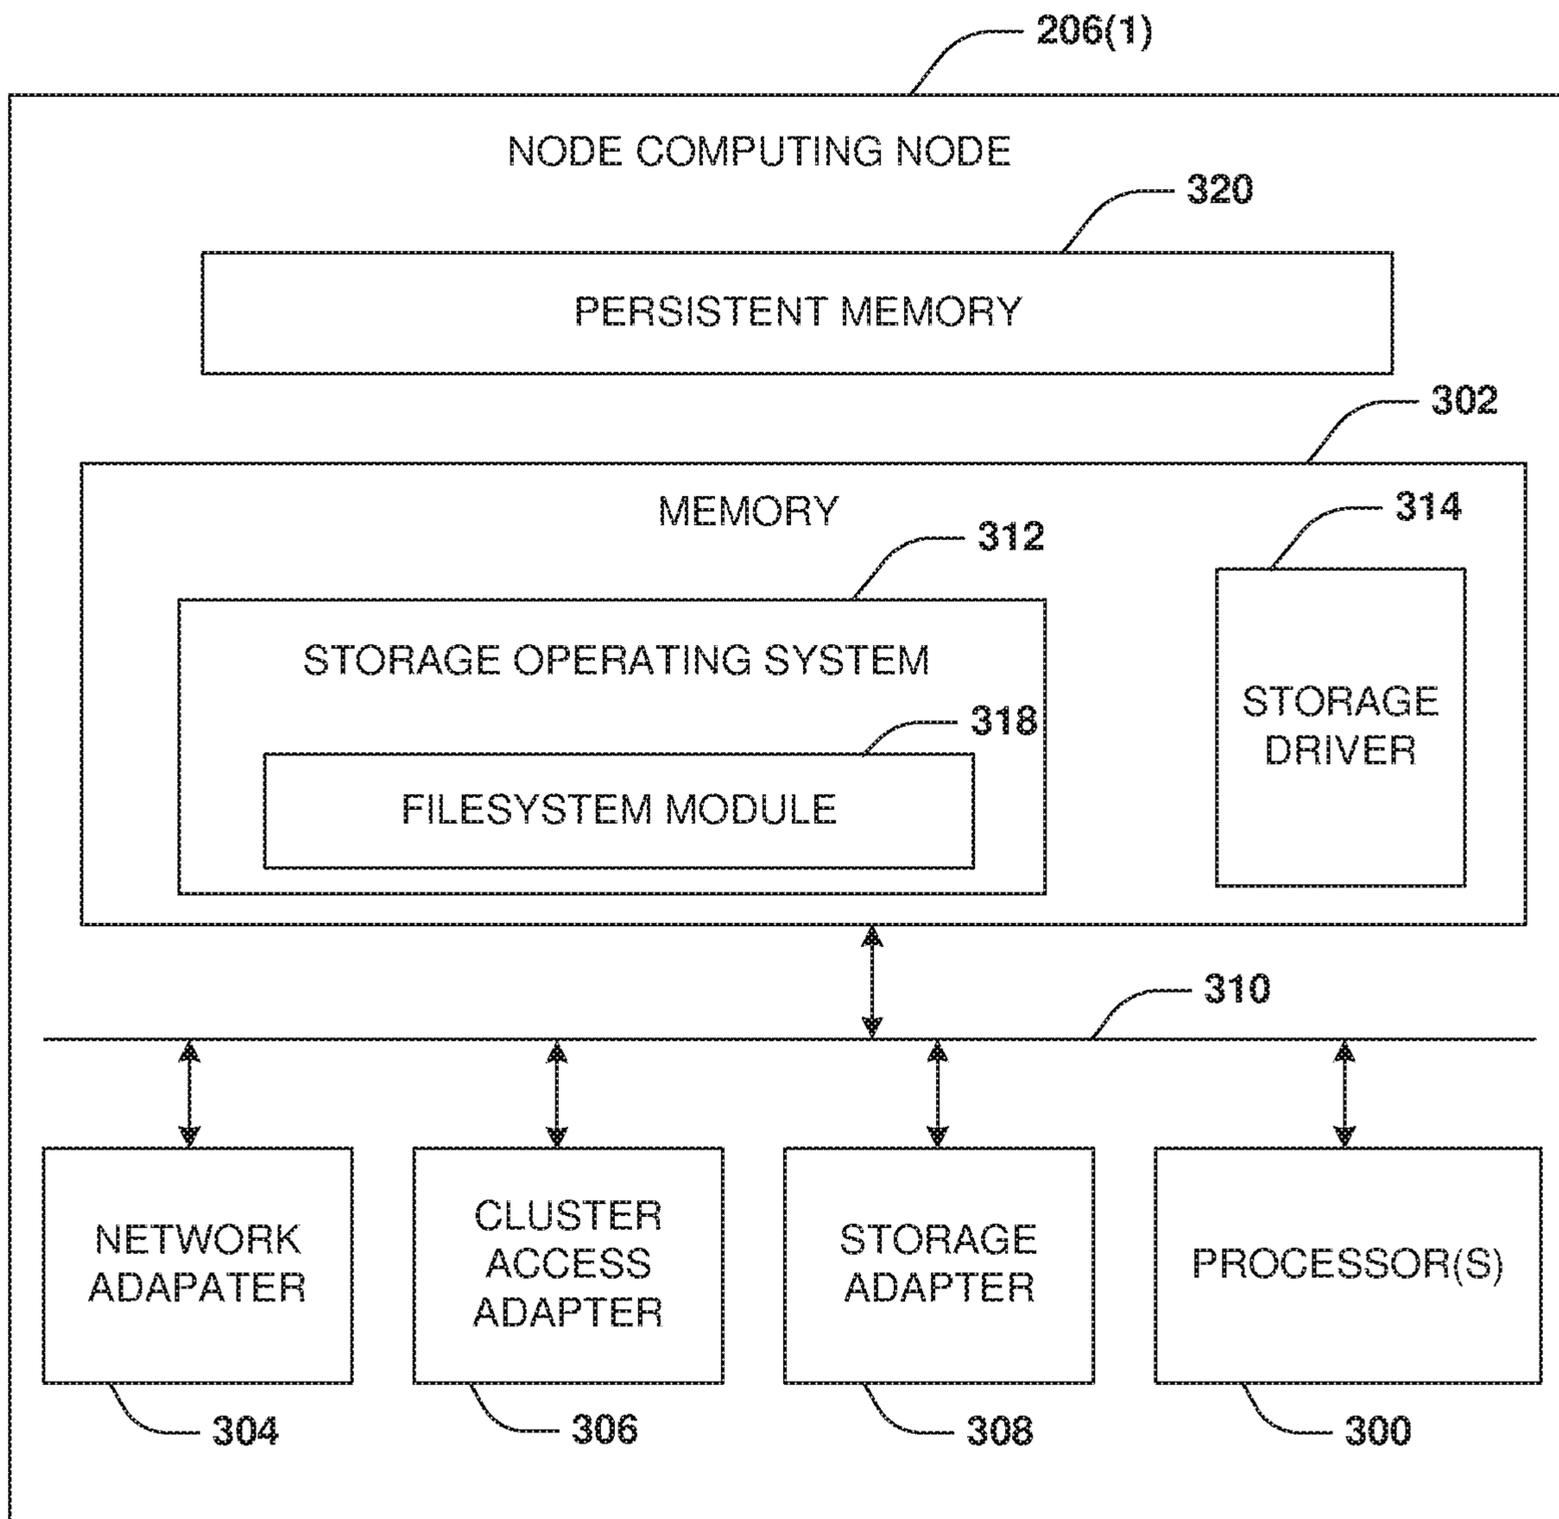 206(1)
NODE COMPUTING NODE
320
PERSISTENT MEMORY
302
MEMORY
314
312
STORAGE OPERATING SYSTEM
STORAGE
DRIVER
318
FILESYSTEM MODULE
310
NETWORK
ADAPATER
CLUSTER
ACCESS
ADAPTER
STORAGE
ADAPTER
PROCESSOR(S)
304
306
308
300